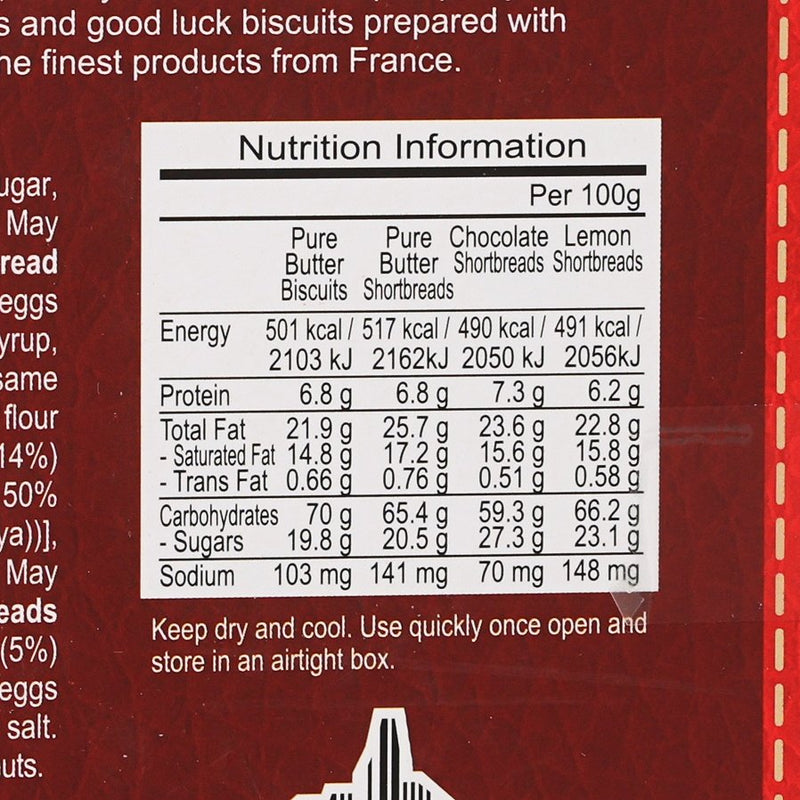 s and good luck biscuits prepared with
he finest products from France.
ugar,
May
read
eggs
yrup,
same
flour
14%)
50%
ya))],
May
eads
(5%)
eggs
salt.
uts.
Nutrition Information
Per 100g
Pure Butter Biscuits Pure Butter Shortbreads Chocolate Shortbreads Lemon Shortbreads
Energy 501 kcal / 517 kcal / 490 kcal / 491 kcal /
2103 kJ 2162kJ 2050 kJ 2056kJ
Protein 6.8 g 6.8 g 7.3 g 6.2 g
Total Fat 21.9 g 25.7 g 23.6 g 22.8 g
- Saturated Fat 14.8 g 17.2 g 15.6 g 15.8 g
- Trans Fat 0.66 g 0.76 g 0.51 g 0.58 g
Carbohydrates 70 g 65.4 g 59.3 g 66.2 g
- Sugars 19.8 g 20.5 g 27.3 g 23.1 g
Sodium 103 mg 141 mg 70 mg 148 mg
Keep dry and cool. Use quickly once open and
store in an airtight box.